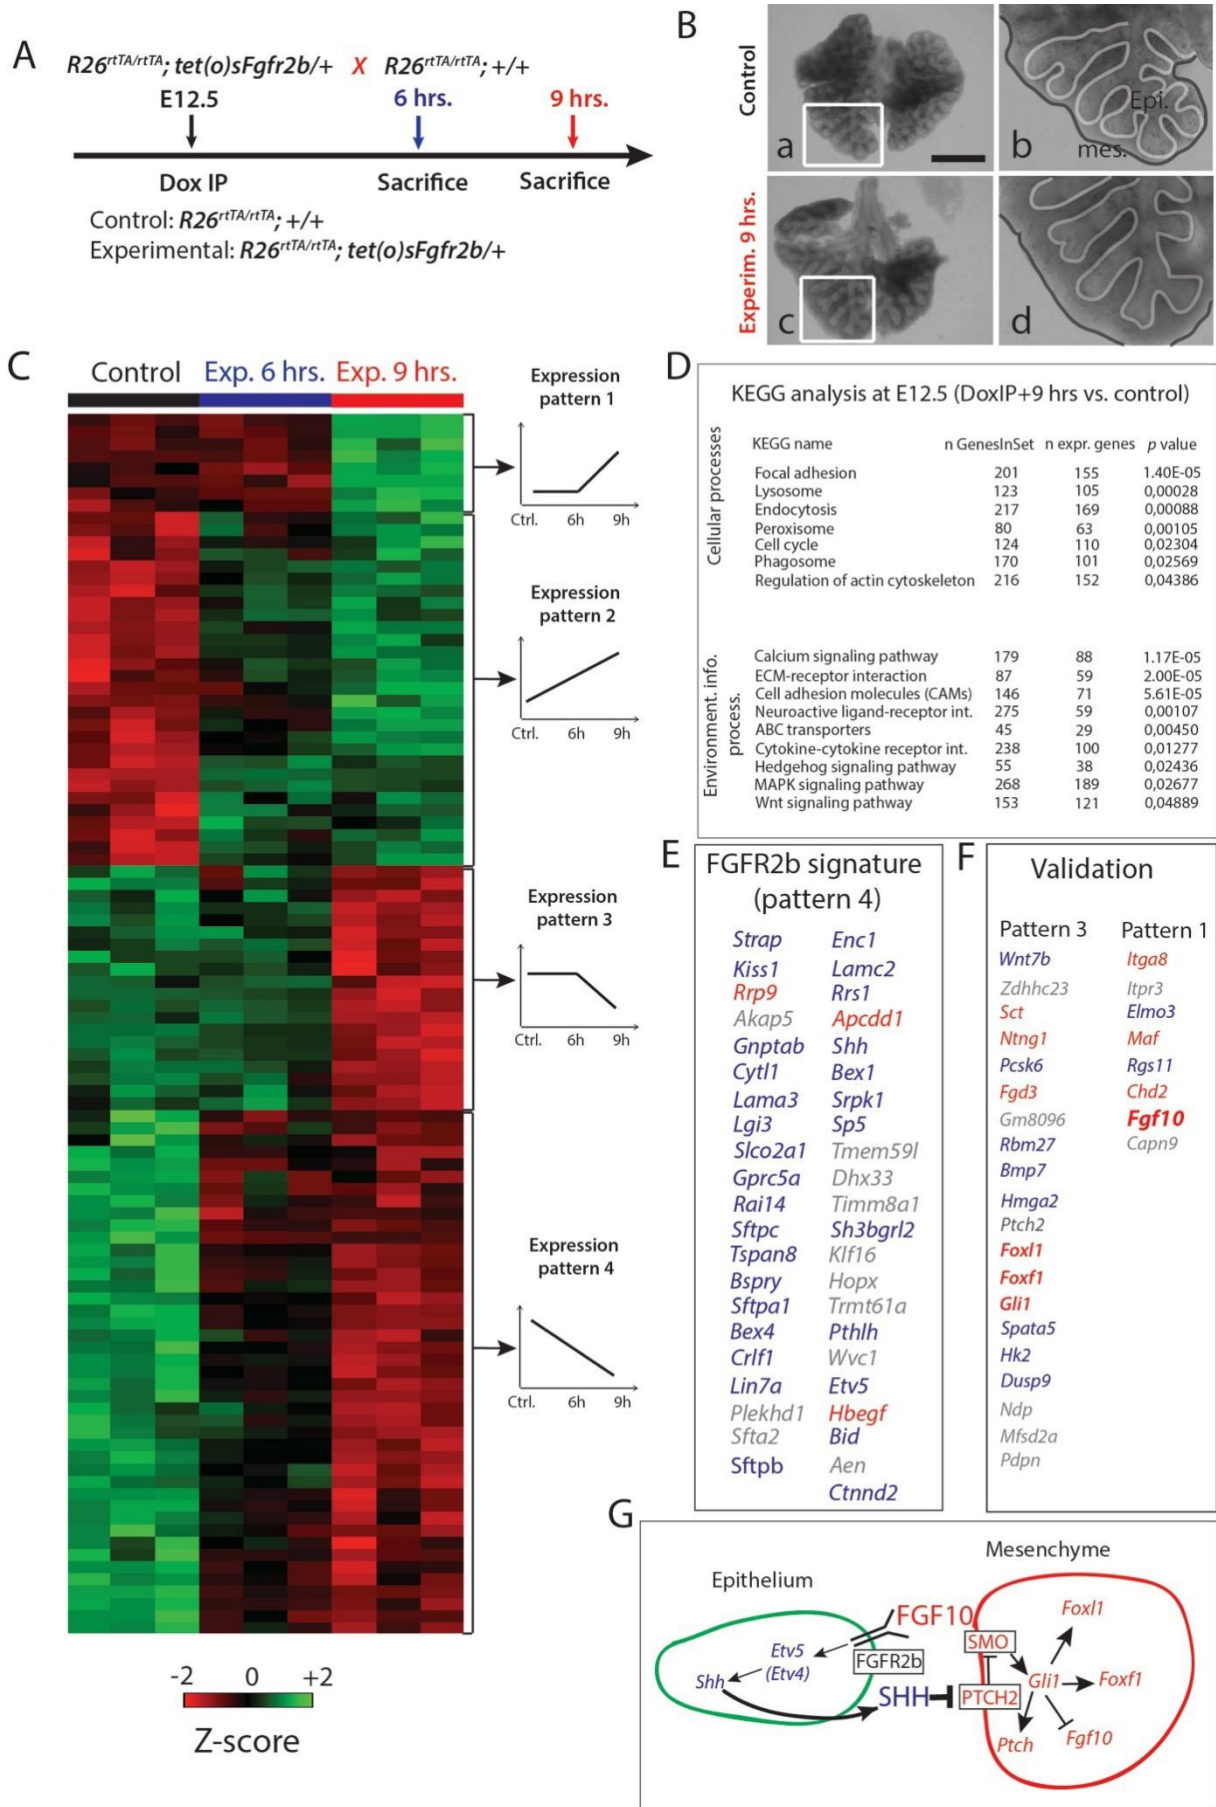 A
R26rtTA/rtTA; tet(o)sFgfr2b/+ X R26rtTA/rtTA; +/+
E12.5 6 hrs. 9 hrs.
Dox IP Sacrifice Sacrifice
Control: R26rtTA/rtTA; +/+
Experimental: R26rtTA/rtTA; tet(o)sFgfr2b/+
B
Control
a
b
Epi.
mes.
Experim. 9 hrs.
c
d
C
Control Exp. 6 hrs. Exp. 9 hrs.
Expression
pattern 1
Ctrl. 6h 9h
Expression
pattern 2
Ctrl. 6h 9h
Expression
pattern 3
Ctrl. 6h 9h
Expression
pattern 4
Ctrl. 6h 9h
-2 0 +2
Z-score
D
KEGG analysis at E12.5 (DoxIP+9 hrs vs. control)
KEGG name n GenesInSet n expr. genes p value
Cellular processes
Focal adhesion 201 155 1.40E-05
Lysosome 123 105 0,00028
Endocytosis 217 169 0,00088
Peroxisome 80 63 0,00105
Cell cycle 124 110 0,02304
Phagosome 170 101 0,02569
Regulation of actin cytoskeleton 216 152 0,04386
Environment. info.
process.
Calcium signaling pathway 179 88 1.17E-05
ECM-receptor interaction 87 59 2.00E-05
Cell adhesion molecules (CAMs) 146 71 5.61E-05
Neuroactive ligand-receptor int. 275 59 0,00107
ABC transporters 45 29 0,00450
Cytokine-cytokine receptor int. 238 100 0,01277
Hedgehog signaling pathway 55 38 0,02436
MAPK signaling pathway 268 189 0,02677
Wnt signaling pathway 153 121 0,04889
E
FGFR2b signature
(pattern 4)
Strap Enc1
Kiss1 Lamc2
Rrp9 Rrs1
Akap5 Apcdd1
Gnptab Shh
Cytl1 Bex1
Lama3 Srpk1
Lgi3 Sp5
Slco2a1 Tmem59l
Gprc5a Dhx33
Rai14 Timm8a1
Sftpc Sh3bgrl2
Tspan8 Klf16
Bspry Hopx
Sftpa1 Trmt61a
Bex4 Pthlh
Crlf1 Wvc1
Lin7a Etv5
Plekhd1 Hbegf
Sfta2 Bid
Sftpb Aen
Ctnnd2
F
Validation
Pattern 3 Pattern 1
Wnt7b Itga8
Zdhhc23 Itpr3
Sct Elmo3
Ntng1 Maf
Pcsk6 Rgs11
Fgd3 Chd2
Gm8096 Fgf10
Rbm27 Capn9
Bmp7
Hmga2
Ptch2
Foxl1
Foxf1
Gli1
Spata5
Hk2
Dusp9
Ndp
Mfsd2a
Pdpn
G
Mesenchyme
Epithelium
FGF10
Foxl1
SMO
Etv5
(Etv4)
FGFR2b
Shh
Gli1
Foxf1
SHH
PTCH2
Ptch
Fgf10